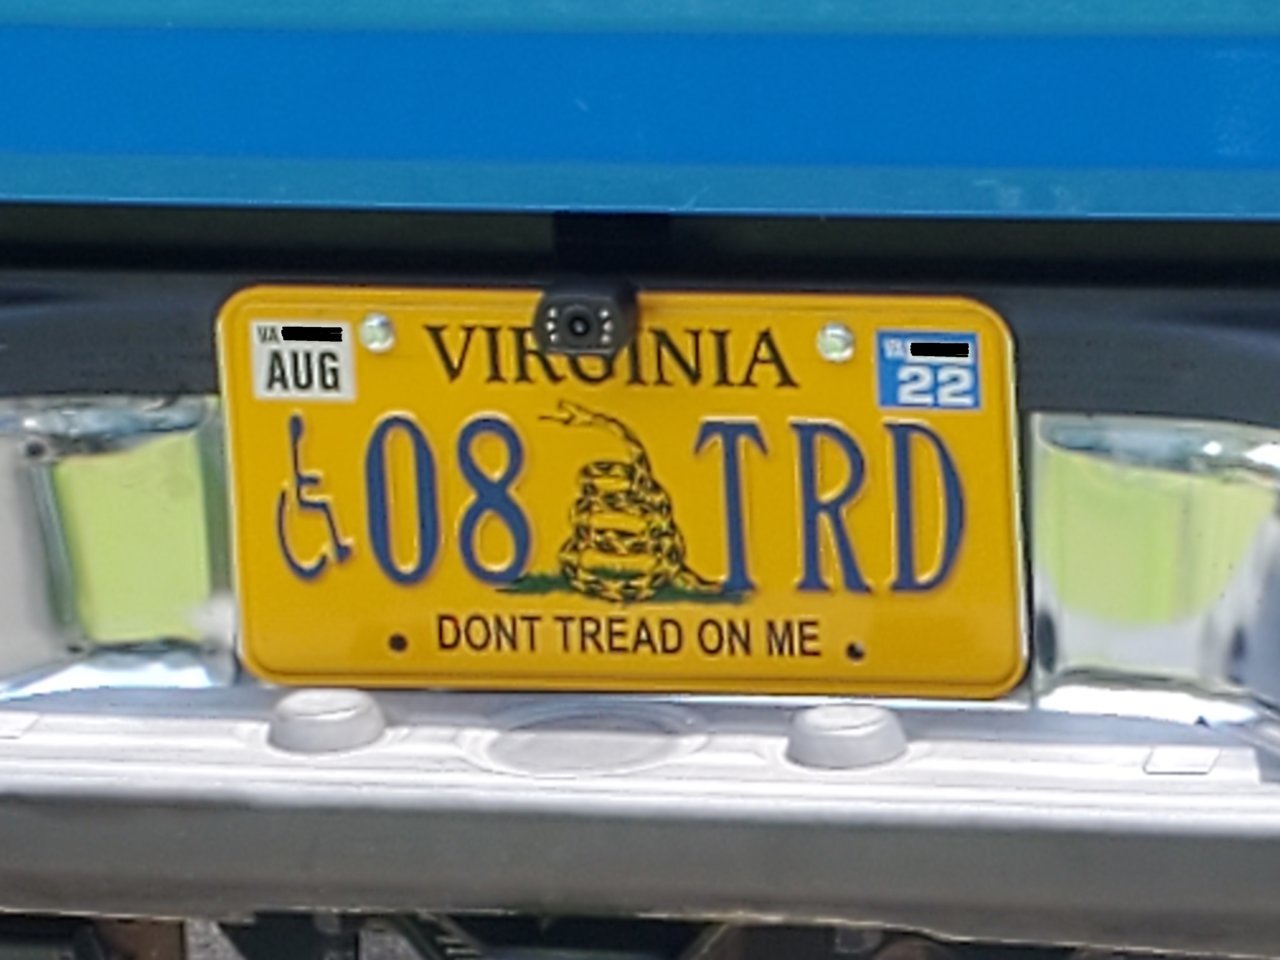 VA
AUG
VIRGINIA
VA
22
08 TRD
DONT TREAD ON ME